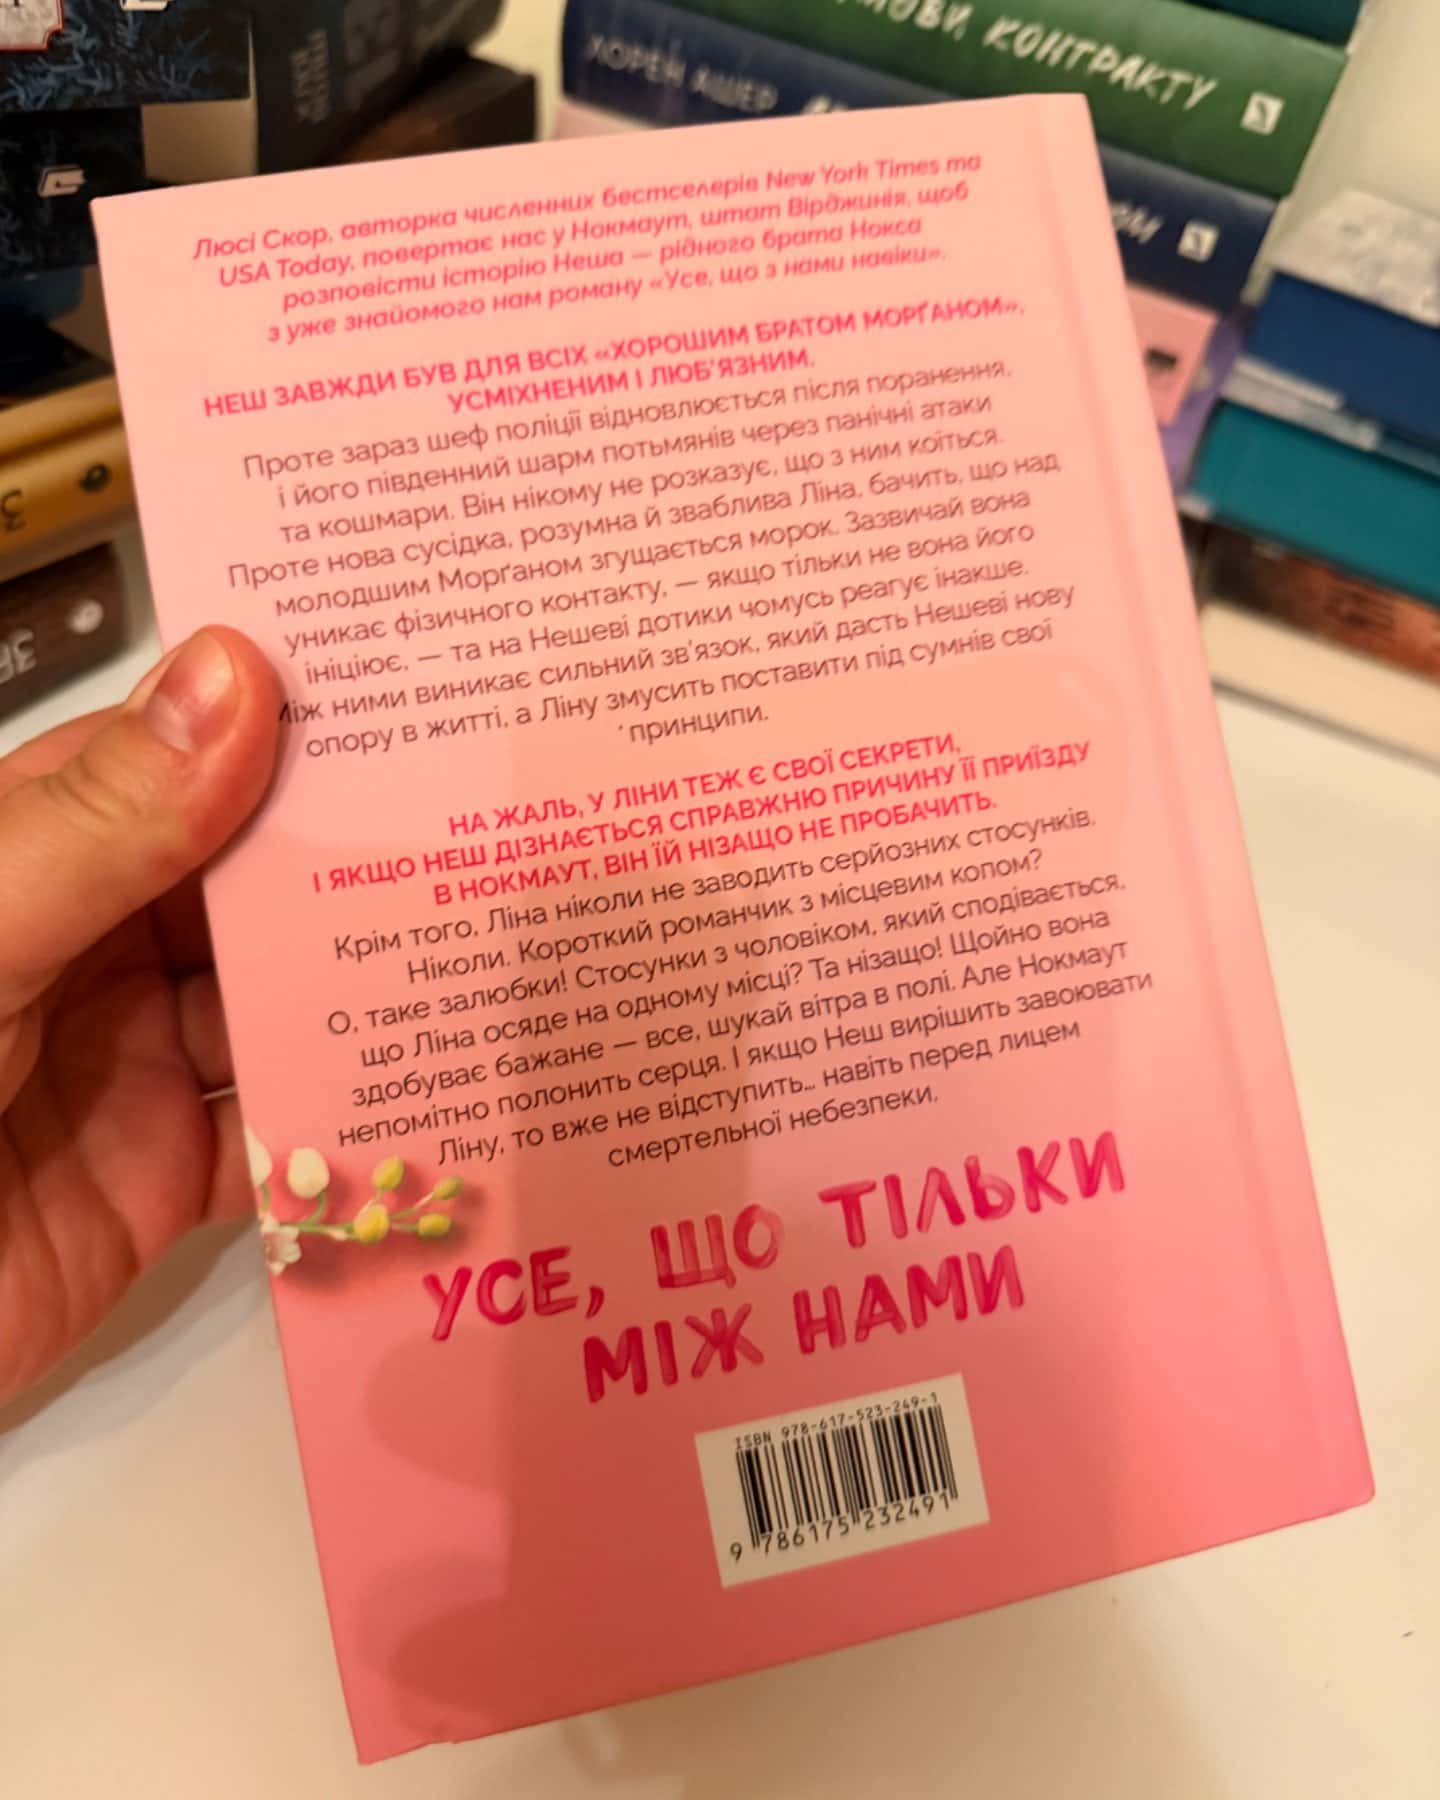 МОВИ КОНТРАКТУ
ЛОРЕН АШЕР
Люсі Скор, авторка численних бестселерів New York Times та
USA Today, повертає нас у Нокмаут, штат Вірджинія, щоб
розповісти історію Неша — рідного брата Нокса
з уже знайомого нам роману «Усе, що з нами навіки».
НЕШ ЗАВЖДИ БУВ ДЛЯ ВСІХ «ХОРОШИМ БРАТОМ МОРҐАНОМ»,
УСМІХНЕНИМ І ЛЮБ'ЯЗНИМ.
Проте зараз шеф поліції відновлюється після поранення,
і його південний шарм потьмянів через панічні атаки
та кошмари. Він нікому не розказує, що з ним коїться.
Проте нова сусідка, розумна й зваблива Ліна, бачить, що над
молодшим Морґаном згущається морок. Зазвичай вона
уникає фізичного контакту, — якщо тільки не вона його
ініціює, — та на Нешеві дотики чомусь реагує інакше.
Між ними виникає сильний зв'язок, який дасть Нешеві нову
опору в житті, а Ліну змусить поставити під сумнів свої
принципи.
НА ЖАЛЬ, У ЛІНИ ТЕЖ Є СВОЇ СЕКРЕТИ,
І ЯКЩО НЕШ ДІЗНАЄТЬСЯ СПРАВЖНЮ ПРИЧИНУ ЇЇ ПРИЇЗДУ
В НОКМАУТ, ВІН ЇЙ НІЗАЩО НЕ ПРОБАЧИТЬ.
Крім того, Ліна ніколи не заводить серйозних стосунків.
Ніколи. Короткий романчик з місцевим копом?
О, таке залюбки! Стосунки з чоловіком, який сподівається,
що Ліна осяде на одному місці? Та нізащо! Щойно вона
здобуває бажане — все, шукай вітра в полі. Але Нокмаут
непомітно полонить серця. І якщо Неш вирішить завоювати
Ліну, то вже не відступить... навіть перед лицем
смертельної небезпеки.
УСЕ, ЩО ТІЛЬКИ
МІЖ НАМИ
ISBN 978-617-523-249-1
9 786175 232491